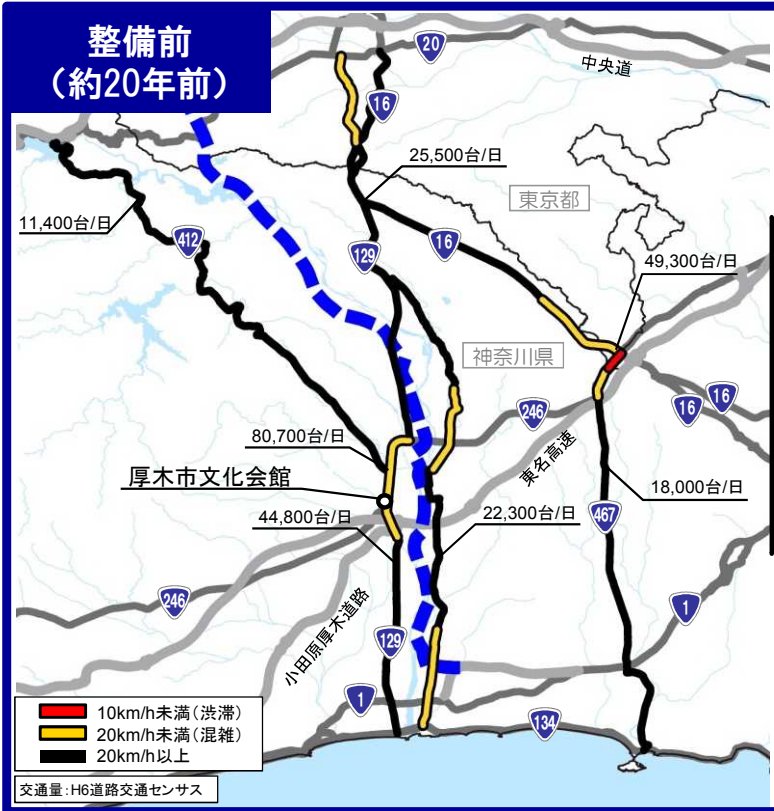 整備前
（約20年前）
20
中央道
16
25,500台/日
東京都
11,400台/日
412
129
16
49,300台/日
神奈川県
246
16
16
80,700台/日
東名高速
厚木市文化会館
18,000台/日
44,800台/日
22,300台/日
467
246
小田原厚木道路
1
129
1
134
10km/h未満（渋滞）
20km/h未満（混雑）
20km/h以上
交通量：H6道路交通センサス